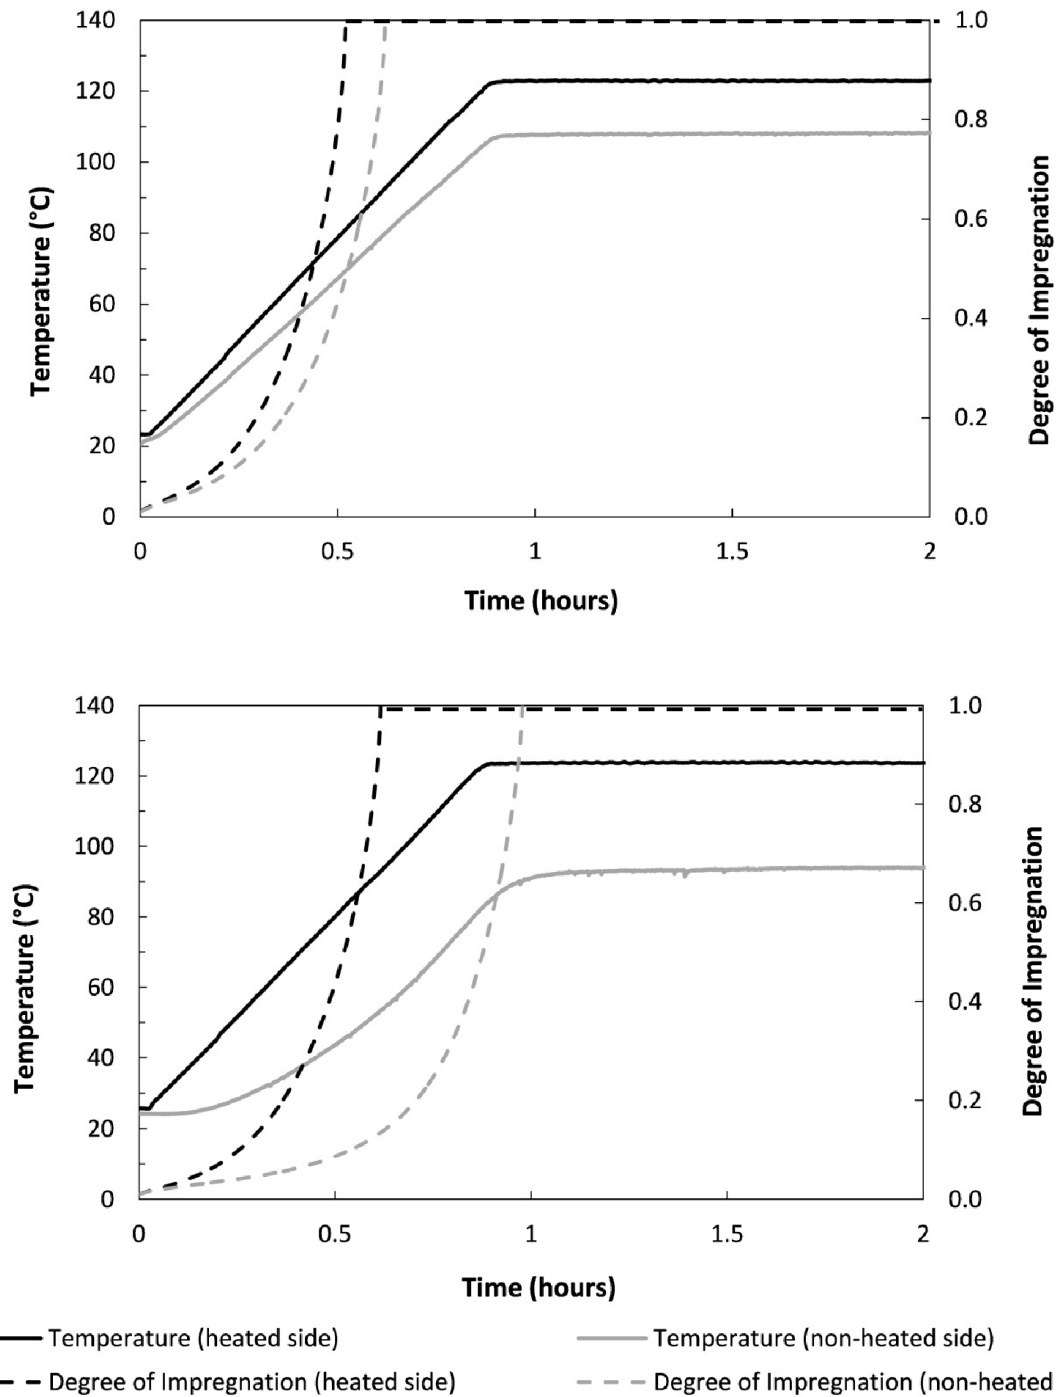 140
120
100
80
60
40
20
0
1.0
0.8
0.6
0.4
0.2
0.0
0 0.5 1 1.5 2
Temperature (°C)
Degree of Impregnation
Time (hours)
140
120
100
80
60
40
20
0
1.0
0.8
0.6
0.4
0.2
0.0
0 0.5 1 1.5 2
Temperature (°C)
Degree of Impregnation
Time (hours)
Temperature (heated side) Temperature (non-heated side)
Degree of Impregnation (heated side) Degree of Impregnation (non-heated